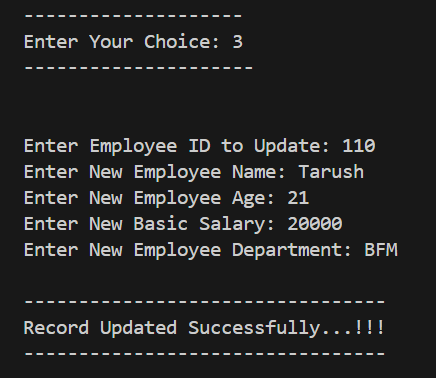 --------------------
Enter Your Choice: 3
---------------------
Enter Employee ID to Update: 110
Enter New Employee Name: Tarush
Enter New Employee Age: 21
Enter New Basic Salary: 20000
Enter New Employee Department: BFM
---------------------------------
Record Updated Successfully...!!!
---------------------------------